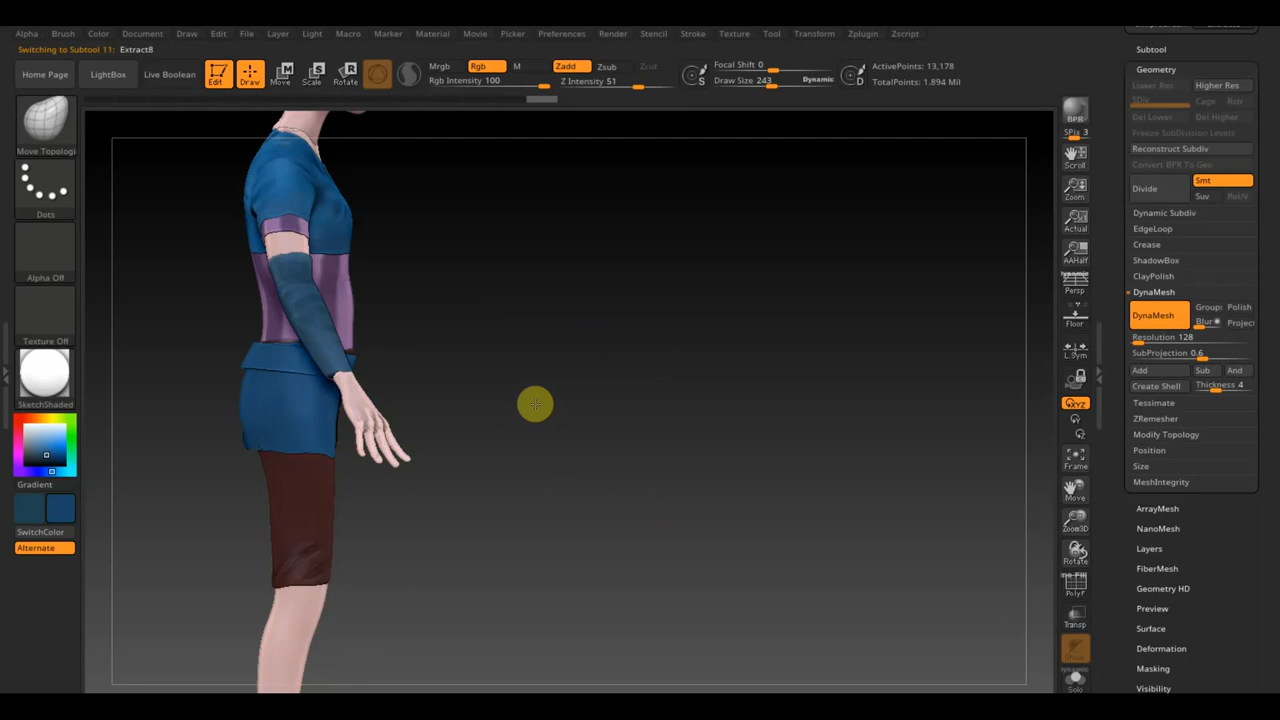 Alpha Brush Color Document Draw Edit File Layer Light Macro Marker Material Movie Picker Preferences Render Stencil Stroke Texture Tool Transform Zplugin Zscript
Switching to Subtool 11: Extract8
Home Page
LightBox
Live Boolean
Edit
Draw
Move
Scale
Rotate
Mrgb Rgb M
Rgb Intensity 100
Zadd Zsub Zcut
Z Intensity 51
S
Focal Shift 0
Draw Size 243 Dynamic
D
ActivePoints: 13,178
TotalPoints: 1.894 Mil
Move Topologi
Dots
Alpha Off
Texture Off
SketchShaded
Gradient
SwitchColor
Alternate
BPR
SPix 3
Scroll
Zoom
Actual
AAHalf
Persp
Floor
L.Sym
XYZ
Y
Z
Frame
Move
Zoom3D
Rotate
PolyF
Transp
Solo
Subtool
Geometry
Lower Res Higher Res
SDiv Cage Rstr
Del Lower Del Higher
Freeze SubDivision Levels
Reconstruct Subdiv
Convert BPR To Geo
Divide
Smt
Suv ReUV
Dynamic Subdiv
EdgeLoop
Crease
ShadowBox
ClayPolish
DynaMesh
DynaMesh
Group: Polish
Blur Projec
Resolution 128
SubProjection 0.6
Add Sub And
Create Shell Thickness 4
Tessimate
ZRemesher
Modify Topology
Position
Size
MeshIntegrity
ArrayMesh
NanoMesh
Layers
FiberMesh
Geometry HD
Preview
Surface
Deformation
Masking
Visibility